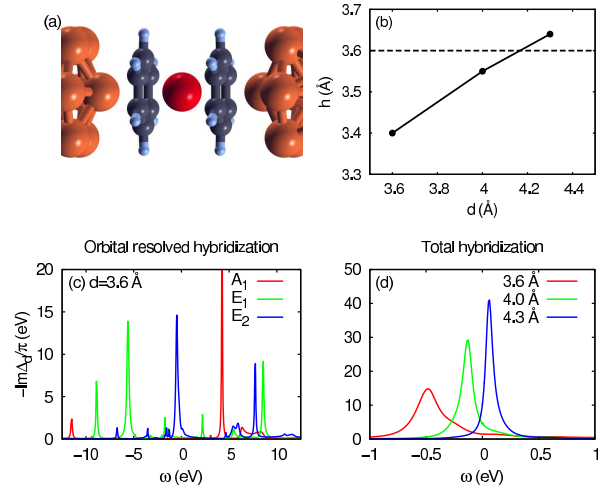 (a)
(b)
h (Å)
3.6
3.5
3.4
3.3
3.6
3.8
4
4.2
4.4
d (Å)
Orbital resolved hybridization
(c) d=3.6 Å
A₁
E₁
E₂
−ImΔd/π (eV)
20
15
10
5
0
−10
−5
0
5
10
ω (eV)
Total hybridization
(d)
3.6 Å
4.0 Å
4.3 Å
50
40
30
20
10
0
−1
−0.5
0
0.5
1
ω (eV)